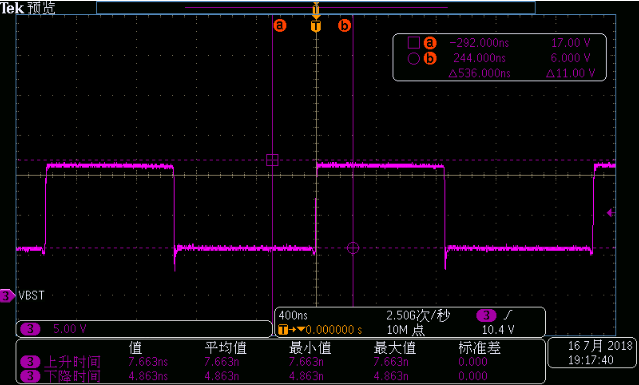 Tek 预览
T
a T b
a -292.000ns 17.00 V
b 244.000ns 6.000 V
△536.000ns △11.00 V
3 VBST
3 5.00 V
400ns 2.50G次/秒 3
T→▼0.000000 s 10M 点 10.4 V
值 平均值 最小值 最大值 标准差
3 上升时间 7.663ns 7.663n 7.663n 7.663n 0.000
3 下降时间 4.863ns 4.863n 4.863n 4.863n 0.000
16 7月 2018
19:17:40